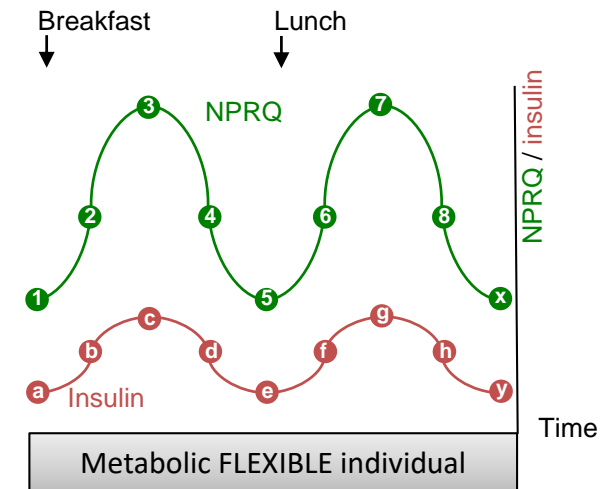 Breakfast
Lunch
3
7
NPRQ
2
4
6
8
1
5
x
c
g
b
d
f
h
a
e
y
Insulin
NPRQ / insulin
Time
Metabolic FLEXIBLE individual